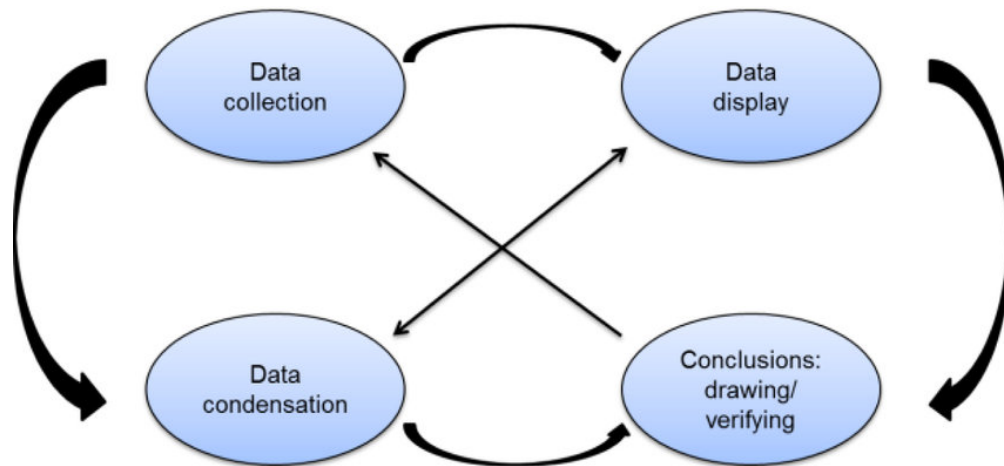 Data
collection
Data
display
Data
condensation
Conclusions:
drawing/
verifying